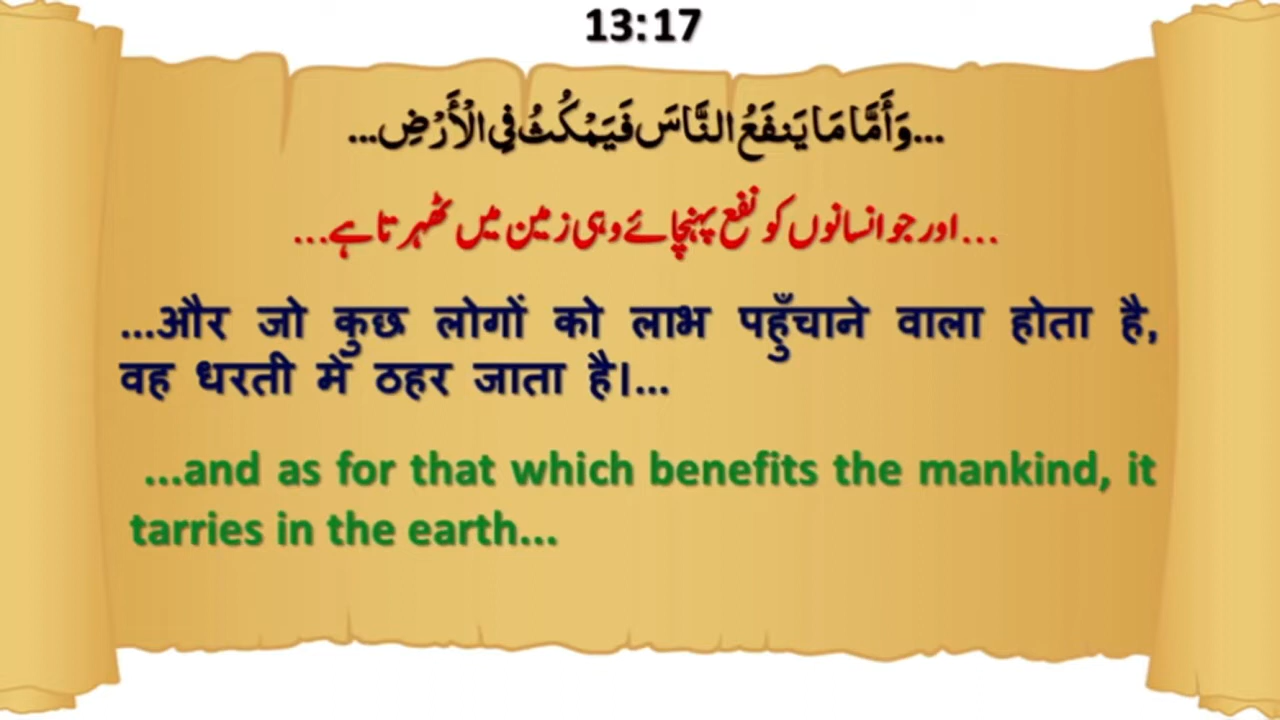 13:17
...وَأَمَّا مَا يَنفَعُ النَّاسَ فَيَمْكُثُ فِي الْأَرْضِ...
...اور جو انسانوں کو نفع پہنچائے وہی زمین میں ٹھہرتا ہے...
...और जो कुछ लोगों को लाभ पहुँचाने वाला होता है,
वह धरती में ठहर जाता है।...
...and as for that which benefits the mankind, it
tarries in the earth...